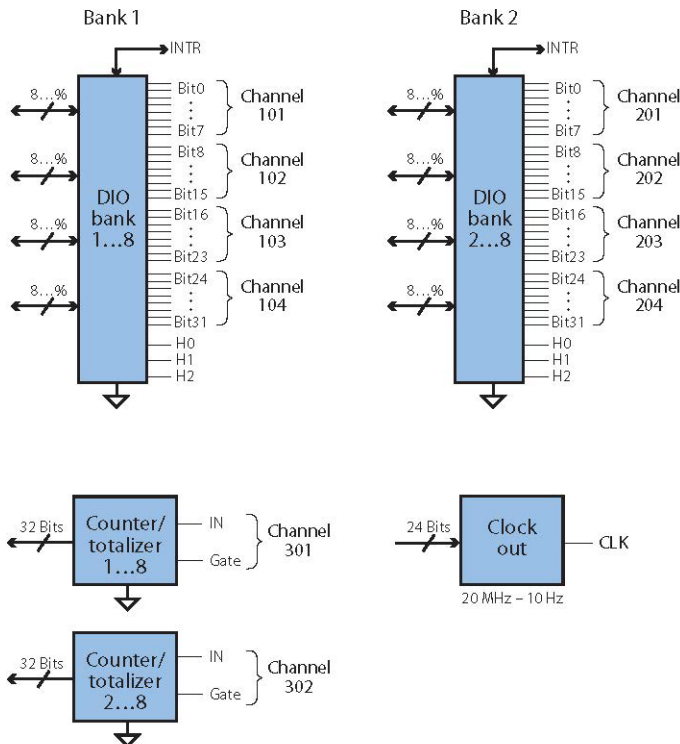 Bank 1
INTR
8...%
8...%
8...%
8...%
DIO
bank
1...8
Bit0
Bit7
Channel
101
Bit8
Bit15
Channel
102
Bit16
Bit23
Channel
103
Bit24
Bit31
Channel
104
H0
H1
H2
Bank 2
INTR
8...%
8...%
8...%
8...%
DIO
bank
2...8
Bit0
Bit7
Channel
201
Bit8
Bit15
Channel
202
Bit16
Bit23
Channel
203
Bit24
Bit31
Channel
204
H0
H1
H2
32 Bits
Counter/
totalizer
1...8
IN
Gate
Channel
301
24 Bits
Clock
out
CLK
20 MHz – 10 Hz
32 Bits
Counter/
totalizer
2...8
IN
Gate
Channel
302